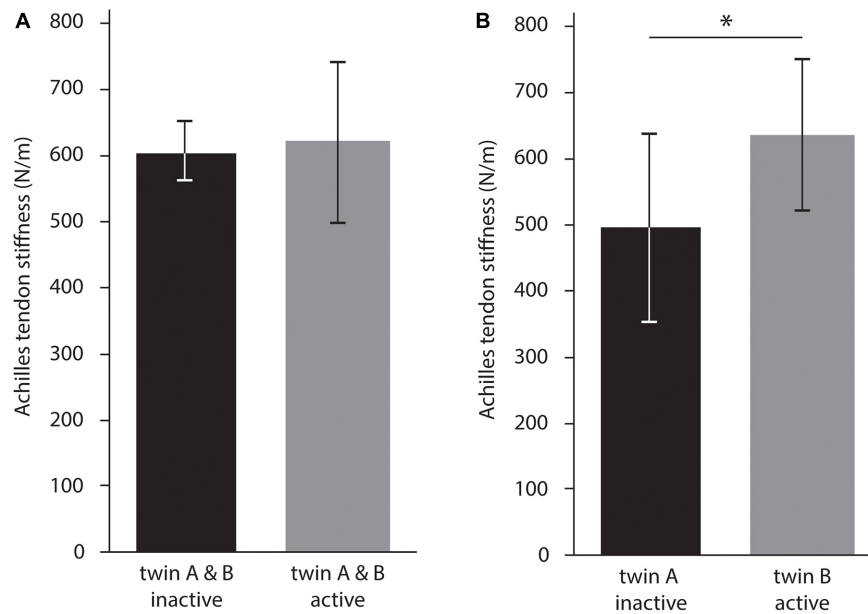 A
Achilles tendon stiffness (N/m)
800
700
600
500
400
300
200
100
0
twin A & B
inactive
twin A & B
active
B
*
Achilles tendon stiffness (N/m)
800
700
600
500
400
300
200
100
0
twin A
inactive
twin B
active